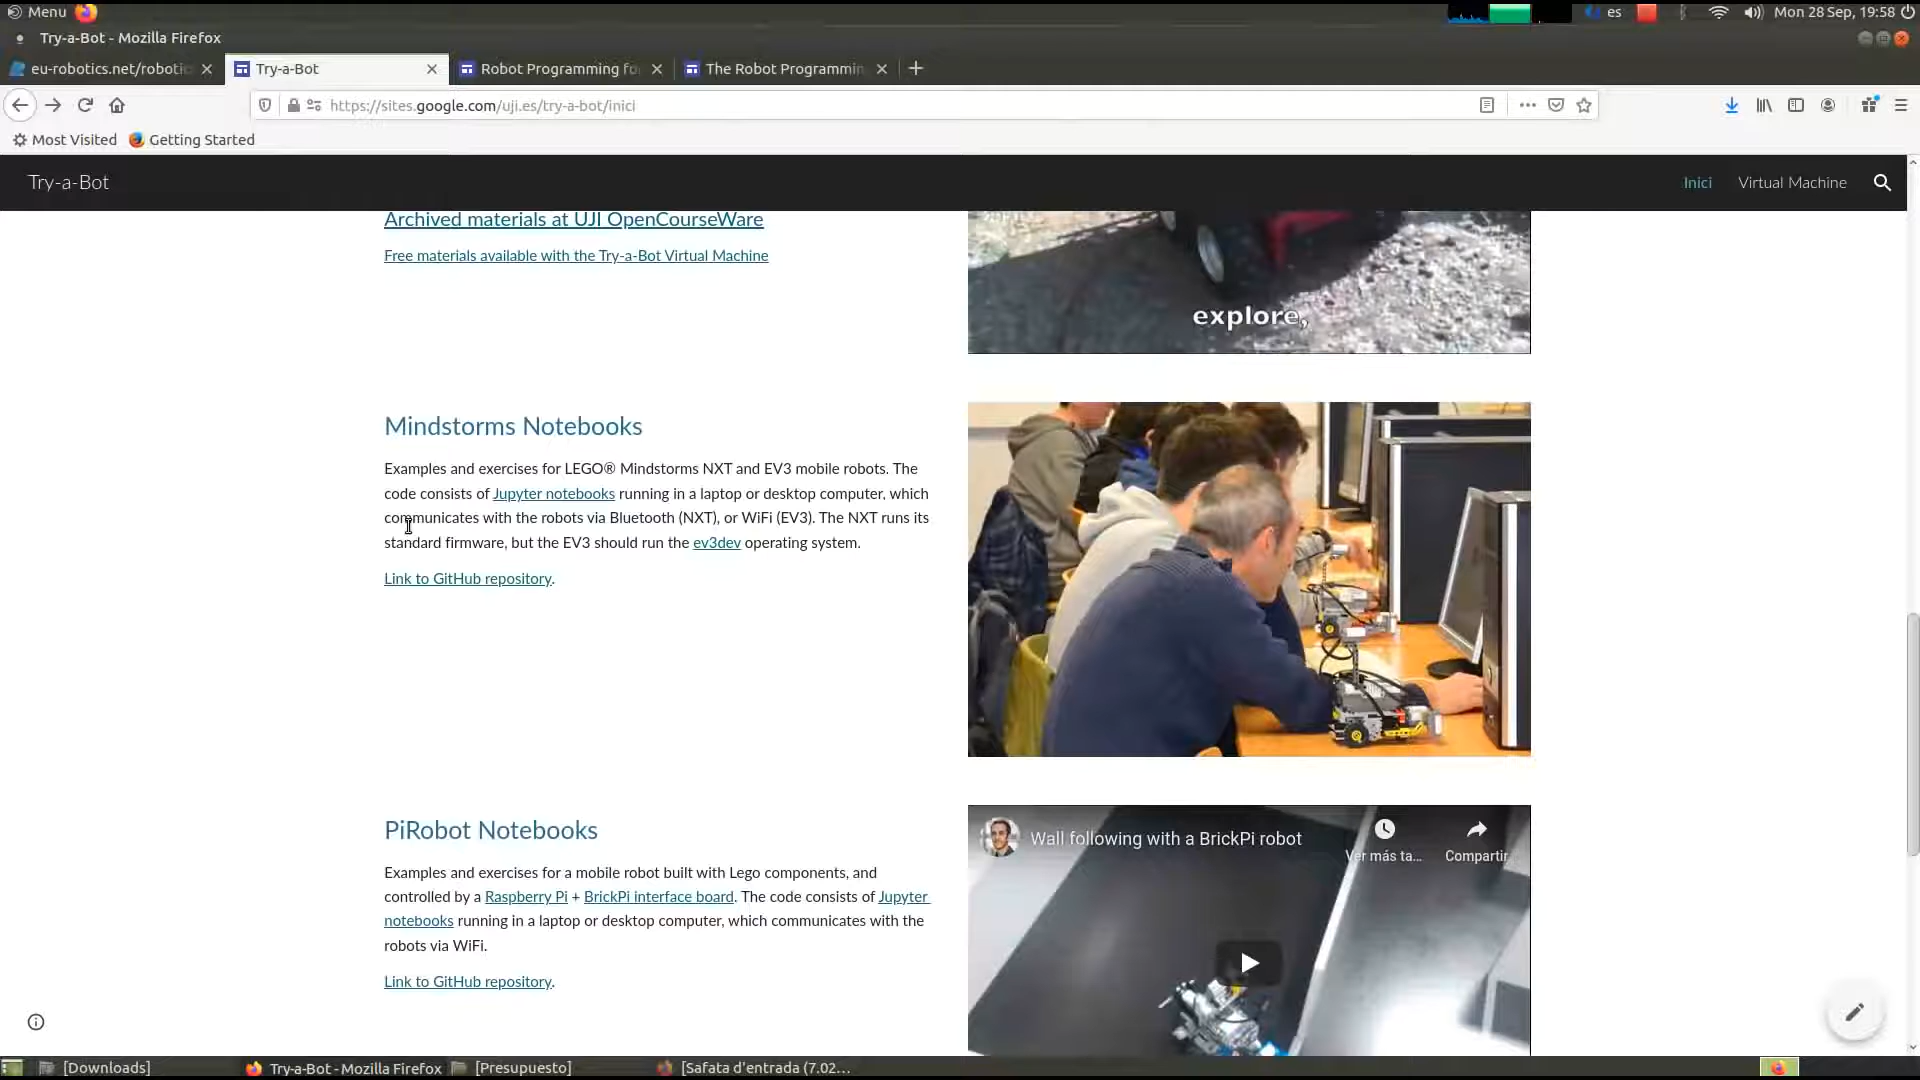 Menu
es
Mon 28 Sep, 19:58
Try-a-Bot - Mozilla Firefox
eu-robotics.net/robotic
Try-a-Bot
Robot Programming fo
The Robot Programmin
https://sites.google.com/uji.es/try-a-bot/inici
Most Visited
Getting Started
Try-a-Bot
Inici
Virtual Machine
Archived materials at UJI OpenCourseWare
Free materials available with the Try-a-Bot Virtual Machine
explore,
Mindstorms Notebooks
Examples and exercises for LEGO® Mindstorms NXT and EV3 mobile robots. The
code consists of Jupyter notebooks running in a laptop or desktop computer, which
communicates with the robots via Bluetooth (NXT), or WiFi (EV3). The NXT runs its
standard firmware, but the EV3 should run the ev3dev operating system.
Link to GitHub repository.
PiRobot Notebooks
Wall following with a BrickPi robot
Ver más ta...
Compartir
Examples and exercises for a mobile robot built with Lego components, and
controlled by a Raspberry Pi + BrickPi interface board. The code consists of Jupyter
notebooks running in a laptop or desktop computer, which communicates with the
robots via WiFi.
Link to GitHub repository.
[Downloads]
Try-a-Bot - Mozilla Firefox
[Presupuesto]
[Safata d'entrada (7.02...